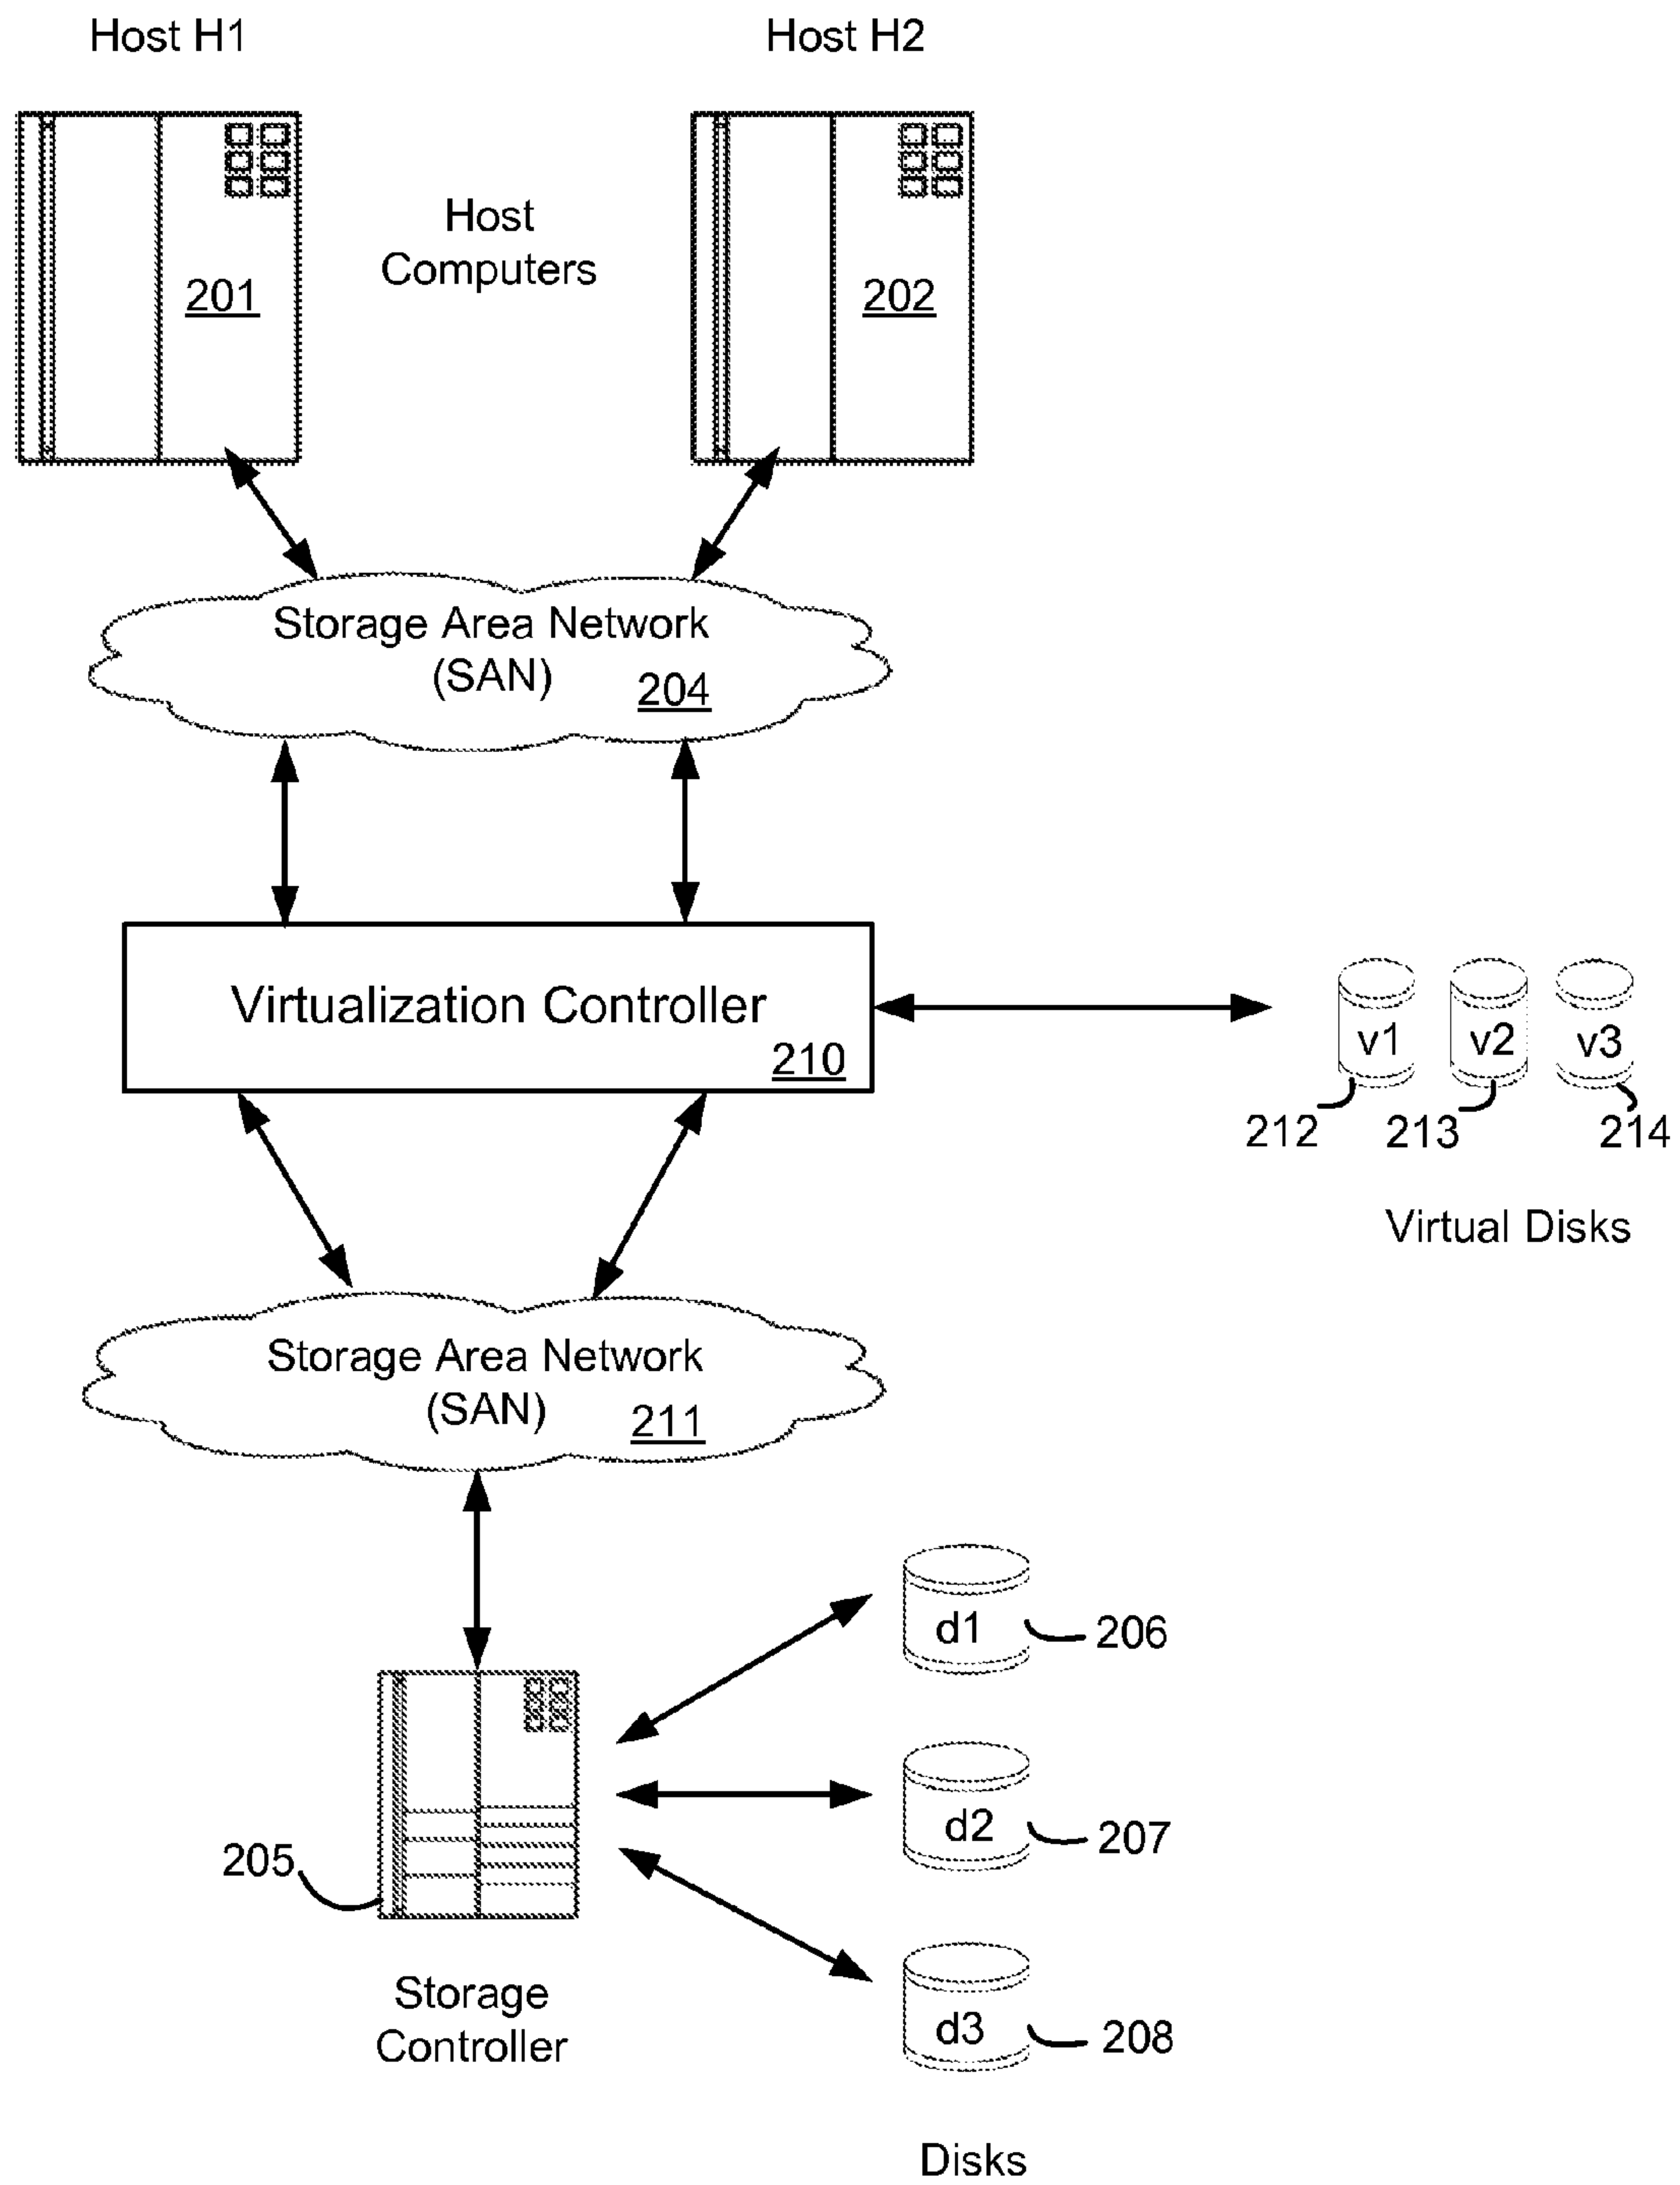 Host H1
Host H2
Host
Computers
201
202
Storage Area Network
(SAN)
204
Virtualization Controller
210
v1
v2
v3
212
213
214
Virtual Disks
Storage Area Network
(SAN)
211
d1
206
d2
207
205
d3
208
Storage
Controller
Disks